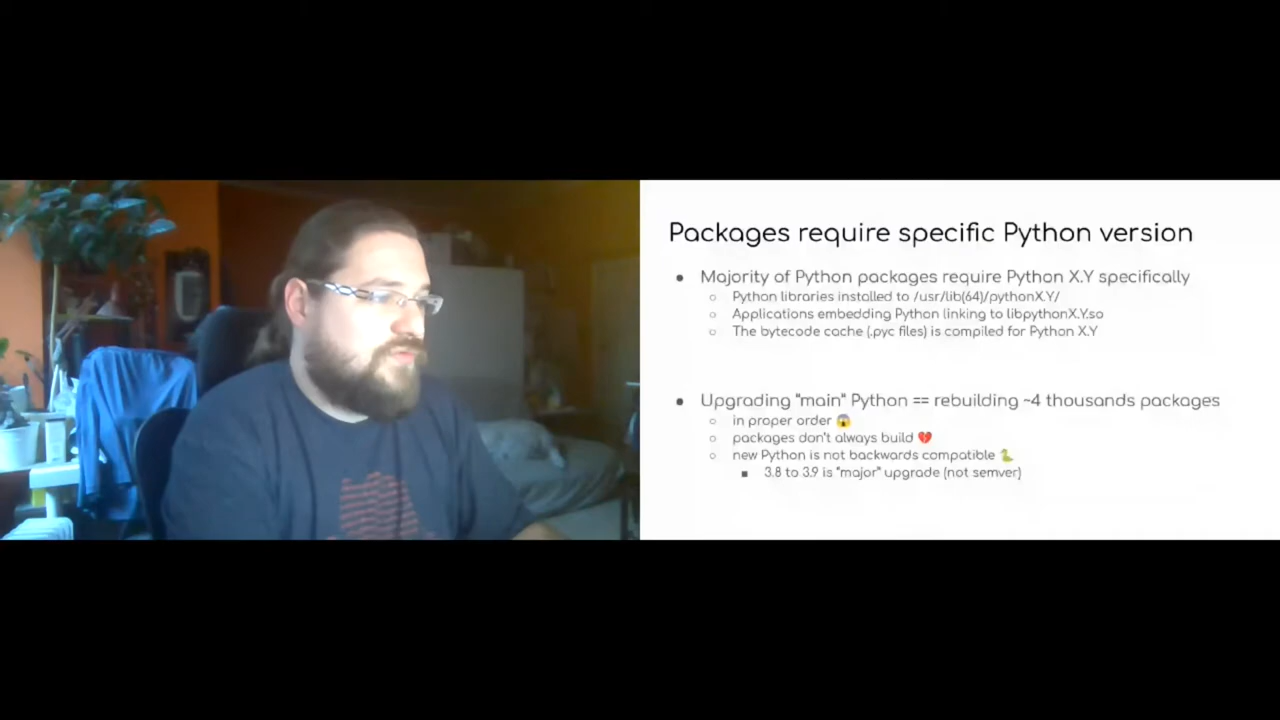 Packages require specific Python version
● Majority of Python packages require Python X.Y specifically
○ Python libraries installed to /usr/lib(64)/pythonX.Y/
○ Applications embedding Python (linking to libpythonX.Y.so
○ The bytecode cache (.pyc files) is compiled for Python X.Y
● Upgrading "main" Python == rebuilding ~4 thousands packages
○ in proper order 😱
○ packages don't always build 💔
○ new Python is not backwards compatible 🐍
■ 3.8 to 3.9 is "major" upgrade (not semver)